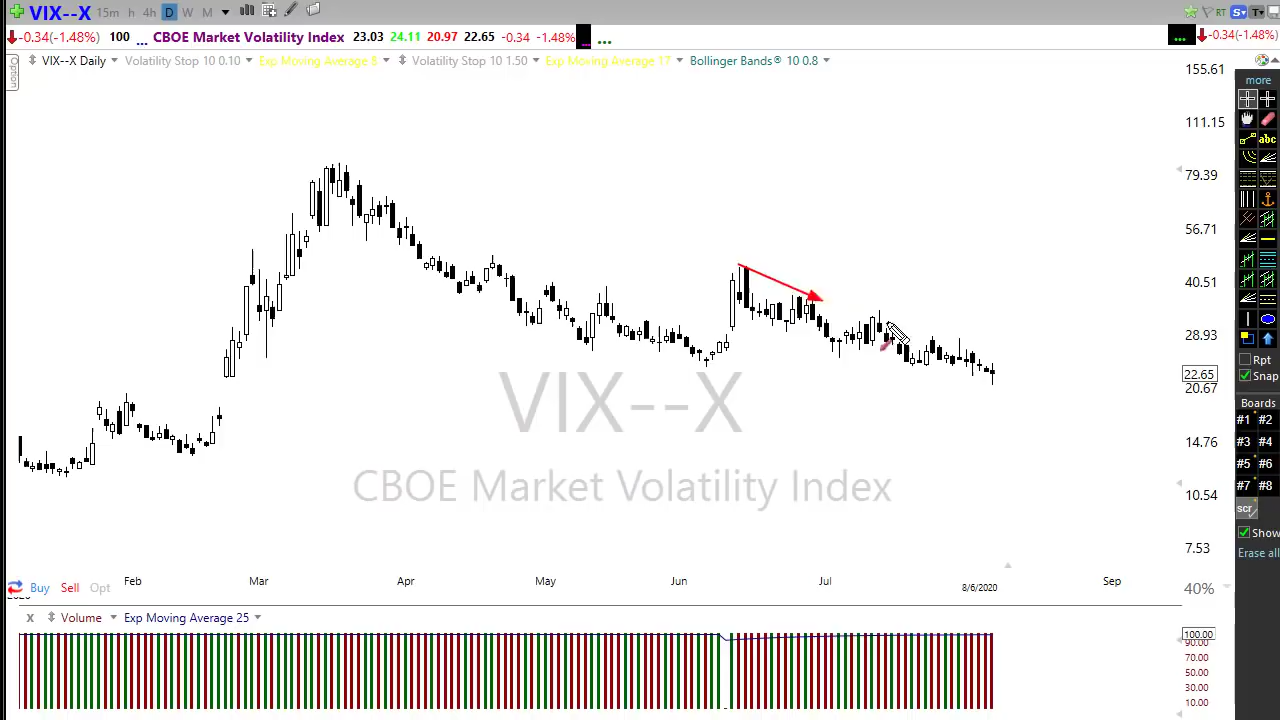 VIX--X 15m h 4h D W M RT S T
-0.34(-1.48%) 100 ... CBOE Market Volatility Index 23.03 24.11 20.97 22.65 -0.34 -1.48% ... ... ... -0.34(-1.48%)
Option
VIX--X Daily Volatility Stop 10 0.10 Exp Moving Average 8 Volatility Stop 10 1.50 Exp Moving Average 17 Bollinger Bands® 10 0.8
155.61
more
111.15
abc
79.39
56.71
40.51
28.93
Rpt
22.65
Snap
20.67
VIX--X
Boards
#1 #2
14.76
#3 #4
#5 #6
CBOE Market Volatility Index
#7 #8
10.54
scr
Show
7.53
Erase all
Feb Mar Apr May Jun Jul Sep
Buy Sell Opt 8/6/2020 40%
X Volume Exp Moving Average 25
100.00
90.00
70.00
50.00
30.00
10.00